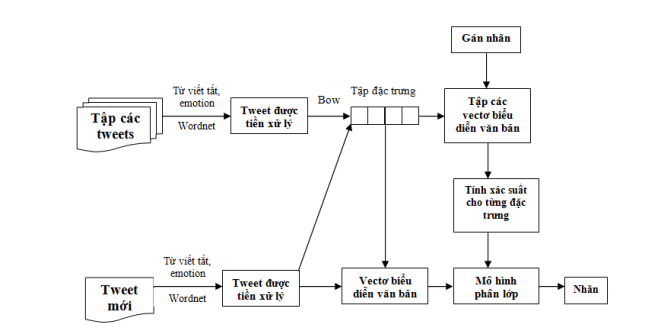 Gán nhãn
Từ viết tắt,
emotion
Wordnet
Tập các
tweets
Tweet được
tiền xử lý
Bow
Tập đặc trưng
Tập các
vectơ biểu
diễn văn bản
Tính xác suất
cho từng đặc
trưng
Từ viết tắt,
emotion
Wordnet
Tweet
mới
Tweet được
tiền xử lý
Vectơ biểu
diễn văn bản
Mô hình
phân lớp
Nhãn